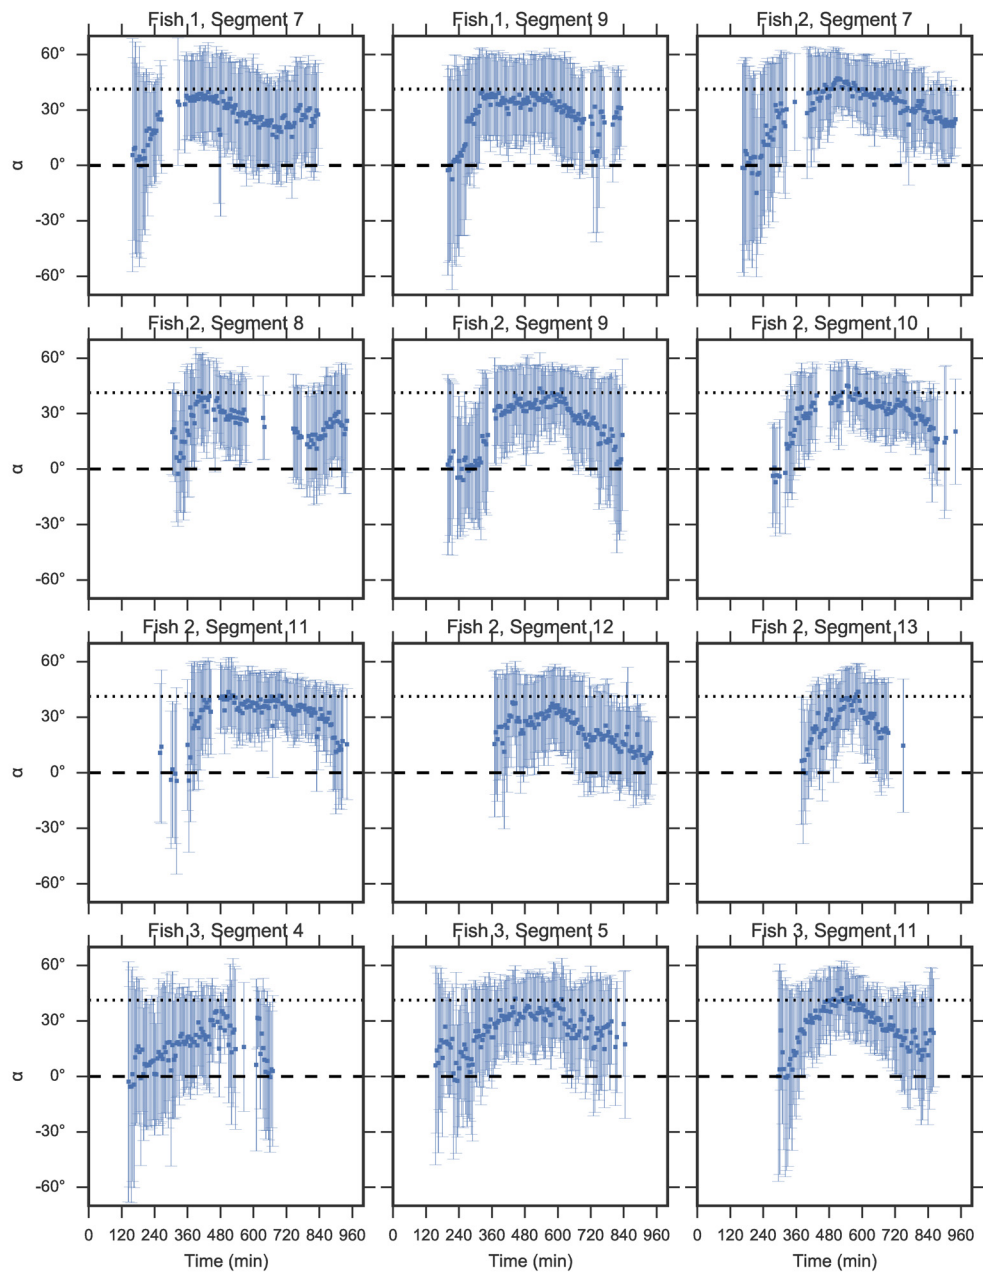 Fish 1, Segment 7 Fish 1, Segment 9 Fish 2, Segment 7
60°
30°
α
0°
-30°
-60°
Fish 2, Segment 8 Fish 2, Segment 9 Fish 2, Segment 10
60°
30°
α
0°
-30°
-60°
Fish 2, Segment 11 Fish 2, Segment 12 Fish 2, Segment 13
60°
30°
α
0°
-30°
-60°
Fish 3, Segment 4 Fish 3, Segment 5 Fish 3, Segment 11
60°
30°
α
0°
-30°
-60°
0 120 240 360 480 600 720 840 960 0 120 240 360 480 600 720 840 960 0 120 240 360 480 600 720 840 960
Time (min) Time (min) Time (min)